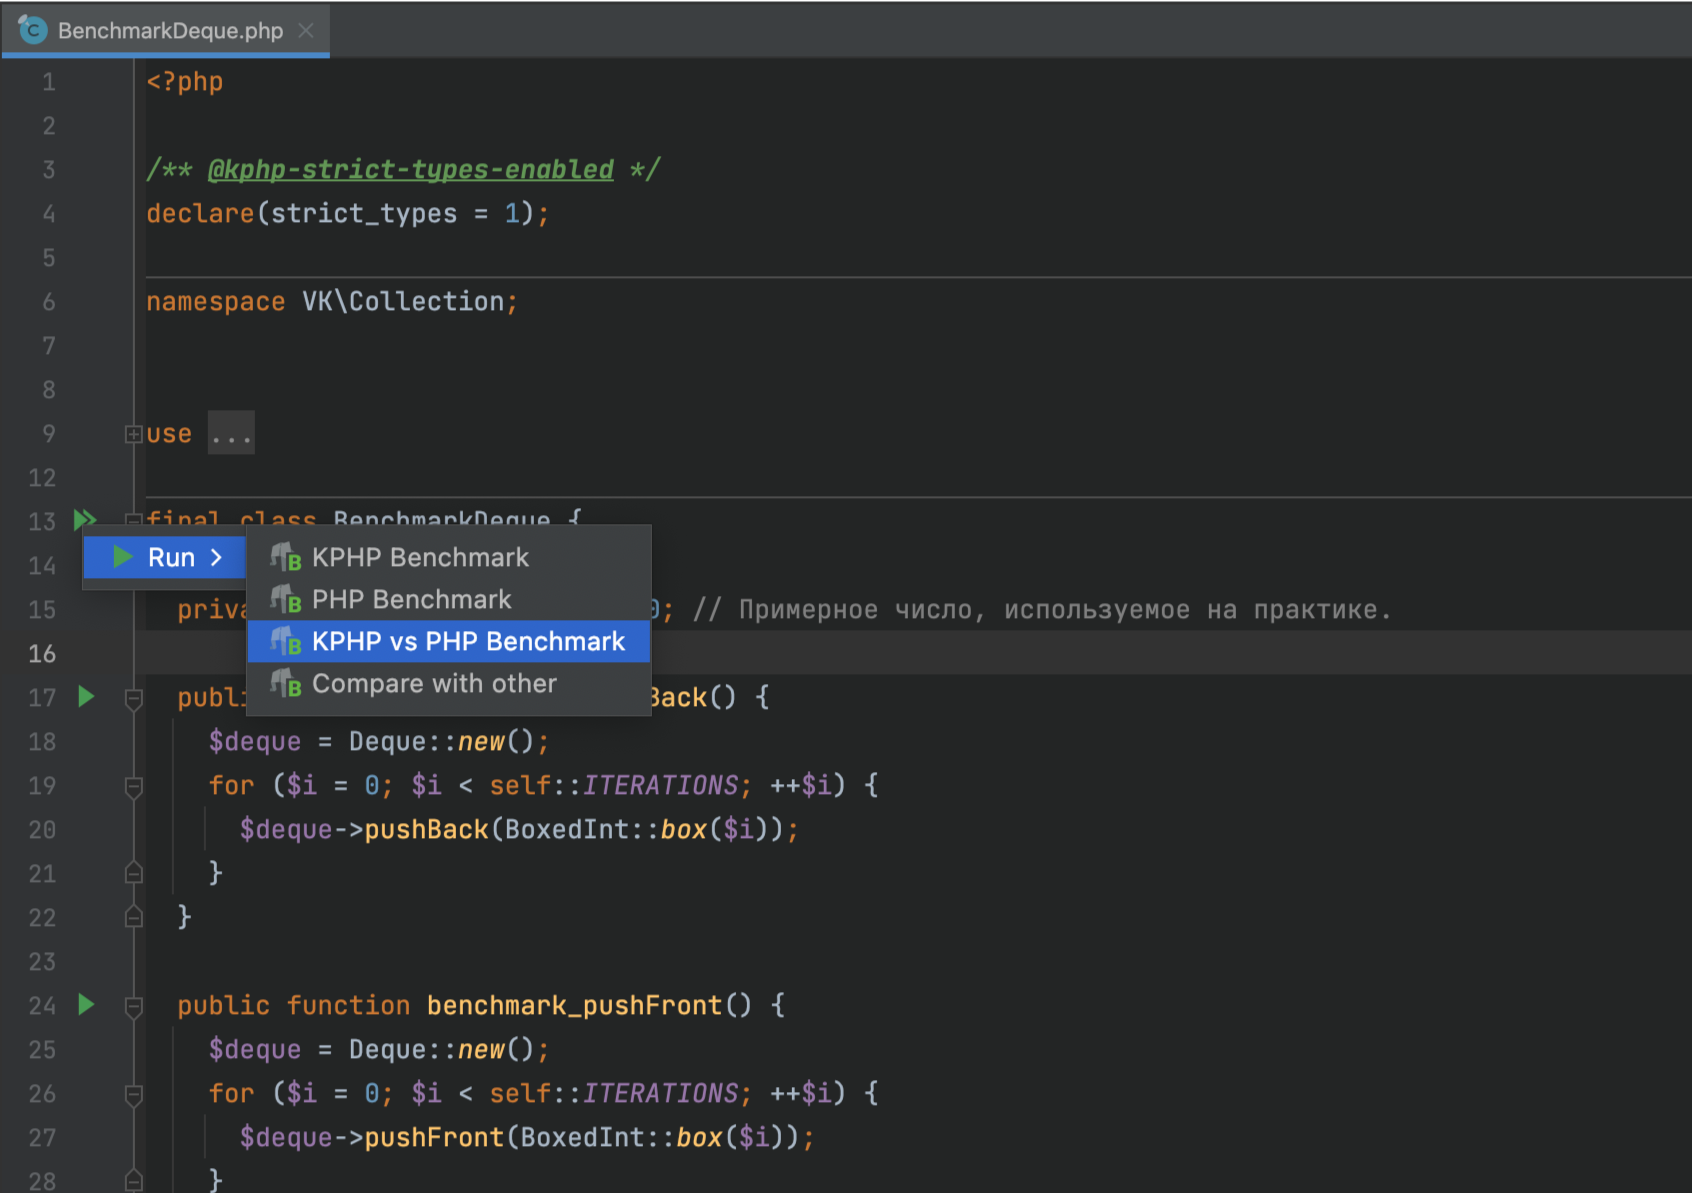 BenchmarkDeque.php
1 <?php
2
3 /** @kphp-strict-types-enabled */
4 declare(strict_types = 1);
5
6 namespace VK\Collection;
7
8
9 use ...
12
13 final class BenchmarkDeque {
Run
KPHP Benchmark
PHP Benchmark
KPHP vs PHP Benchmark
Compare with other
14
15 0; // Примерное число, используемое на практике.
16
17 Back() {
18 $deque = Deque::new();
19 for ($i = 0; $i < self::ITERATIONS; ++$i) {
20 $deque->pushBack(BoxedInt::box($i));
21 }
22 }
23
24 public function benchmark_pushFront() {
25 $deque = Deque::new();
26 for ($i = 0; $i < self::ITERATIONS; ++$i) {
27 $deque->pushFront(BoxedInt::box($i));
28 }